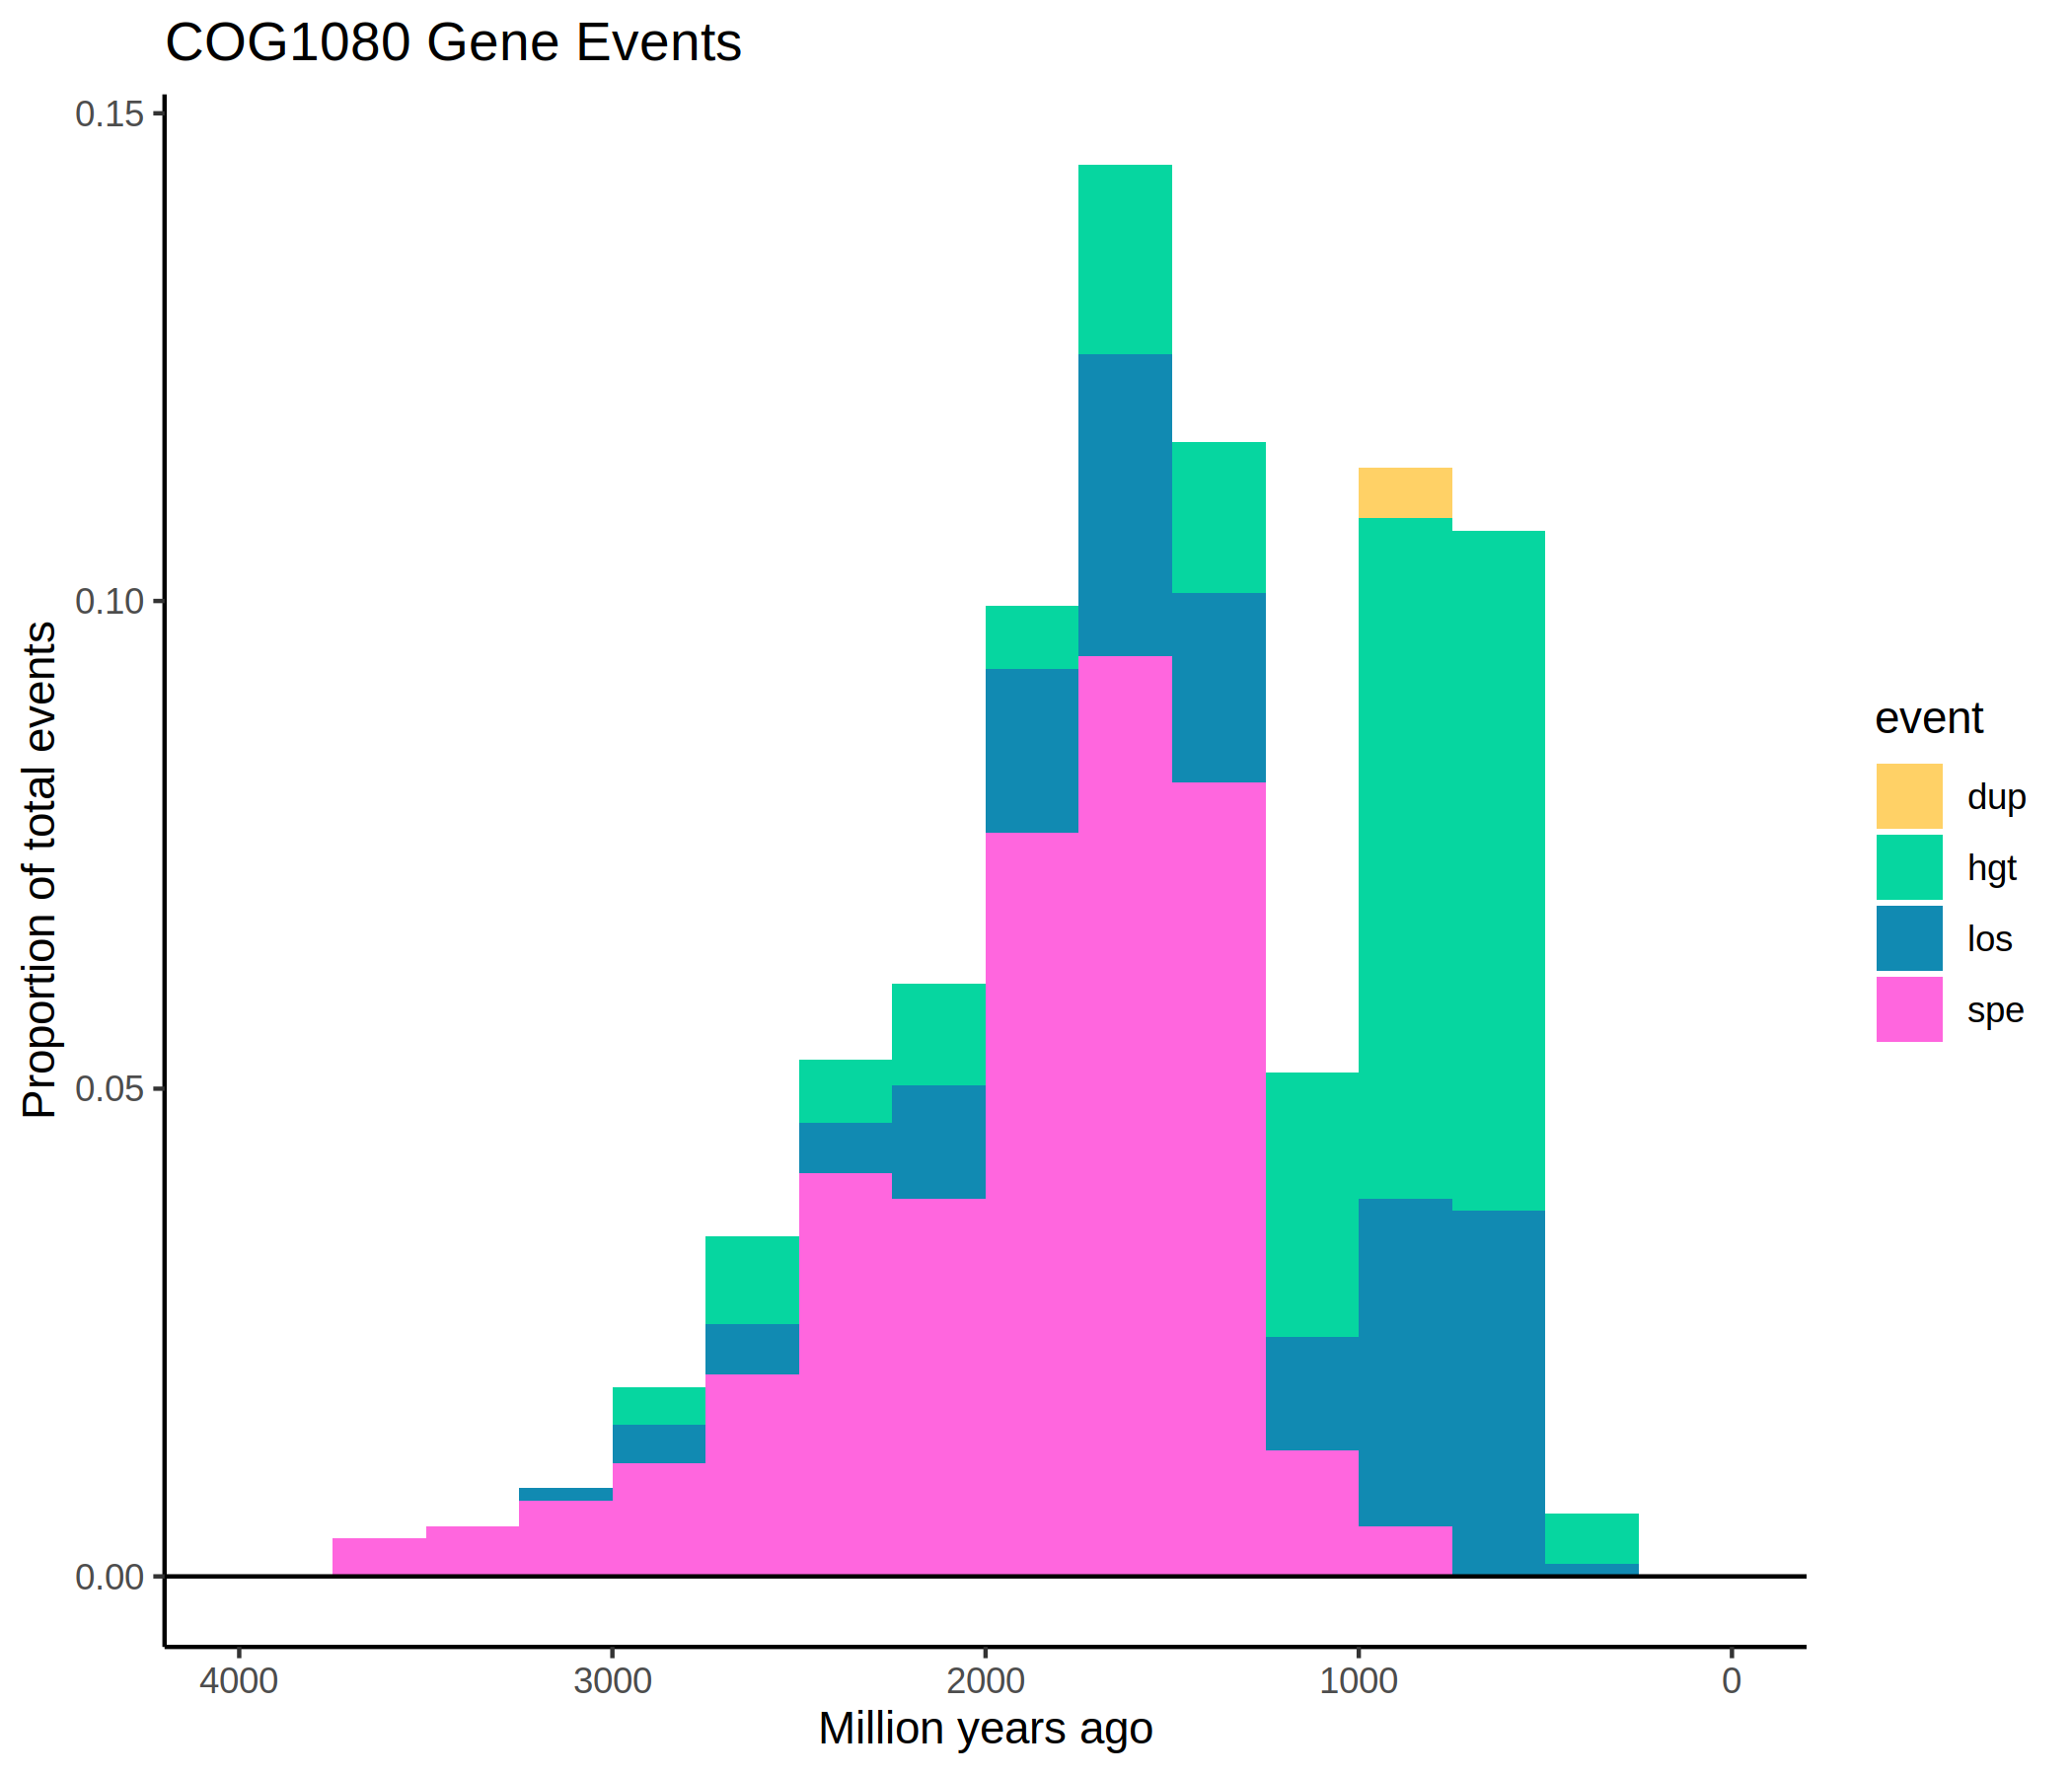 COG1080 Gene Events
Proportion of total events
0.15
0.10
0.05
0.00
4000 3000 2000 1000 0
Million years ago
event
dup
hgt
los
spe